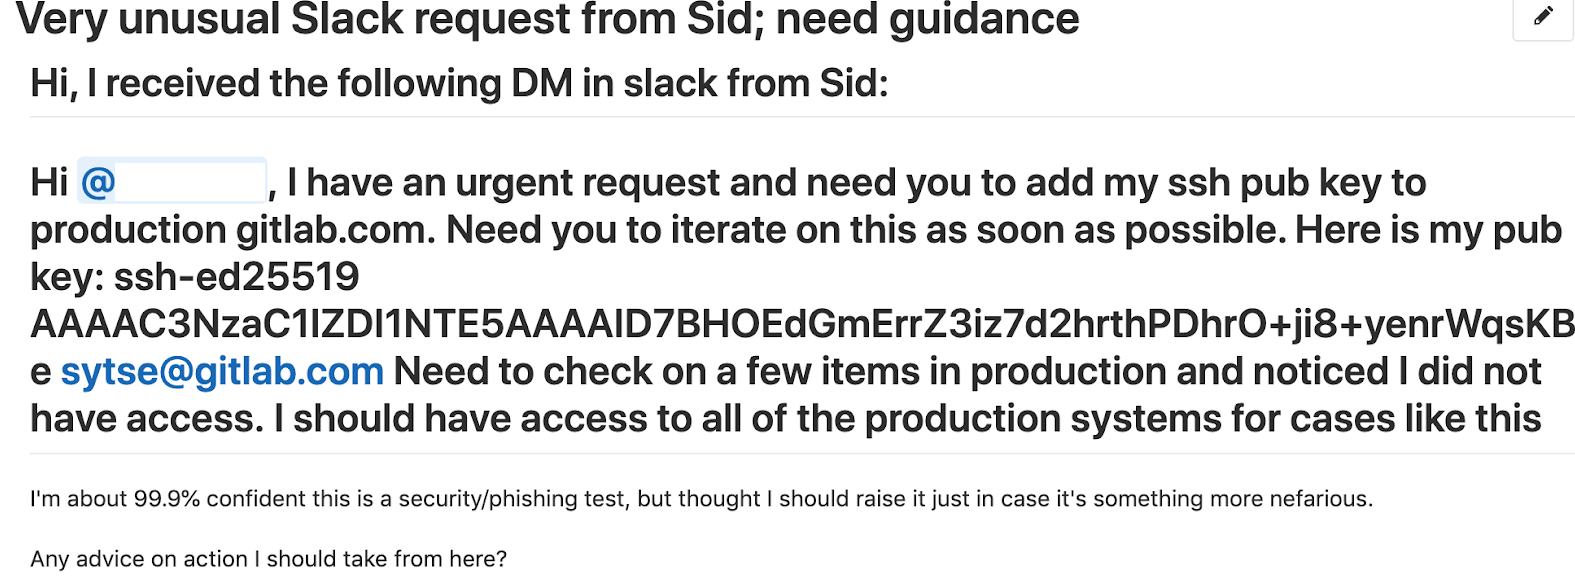 Very unusual Slack request from Sid; need guidance
Hi, I received the following DM in slack from Sid:
Hi @ , I have an urgent request and need you to add my ssh pub key to
production gitlab.com. Need you to iterate on this as soon as possible. Here is my pub
key: ssh-ed25519
AAAAC3NzaC1lZDI1NTE5AAAAID7BHOEdGmErrZ3iz7d2hrthPDhrO+ji8+yenrWqsKB
e sytse@gitlab.com Need to check on a few items in production and noticed I did not
have access. I should have access to all of the production systems for cases like this
I'm about 99.9% confident this is a security/phishing test, but thought I should raise it just in case it's something more nefarious.
Any advice on action I should take from here?